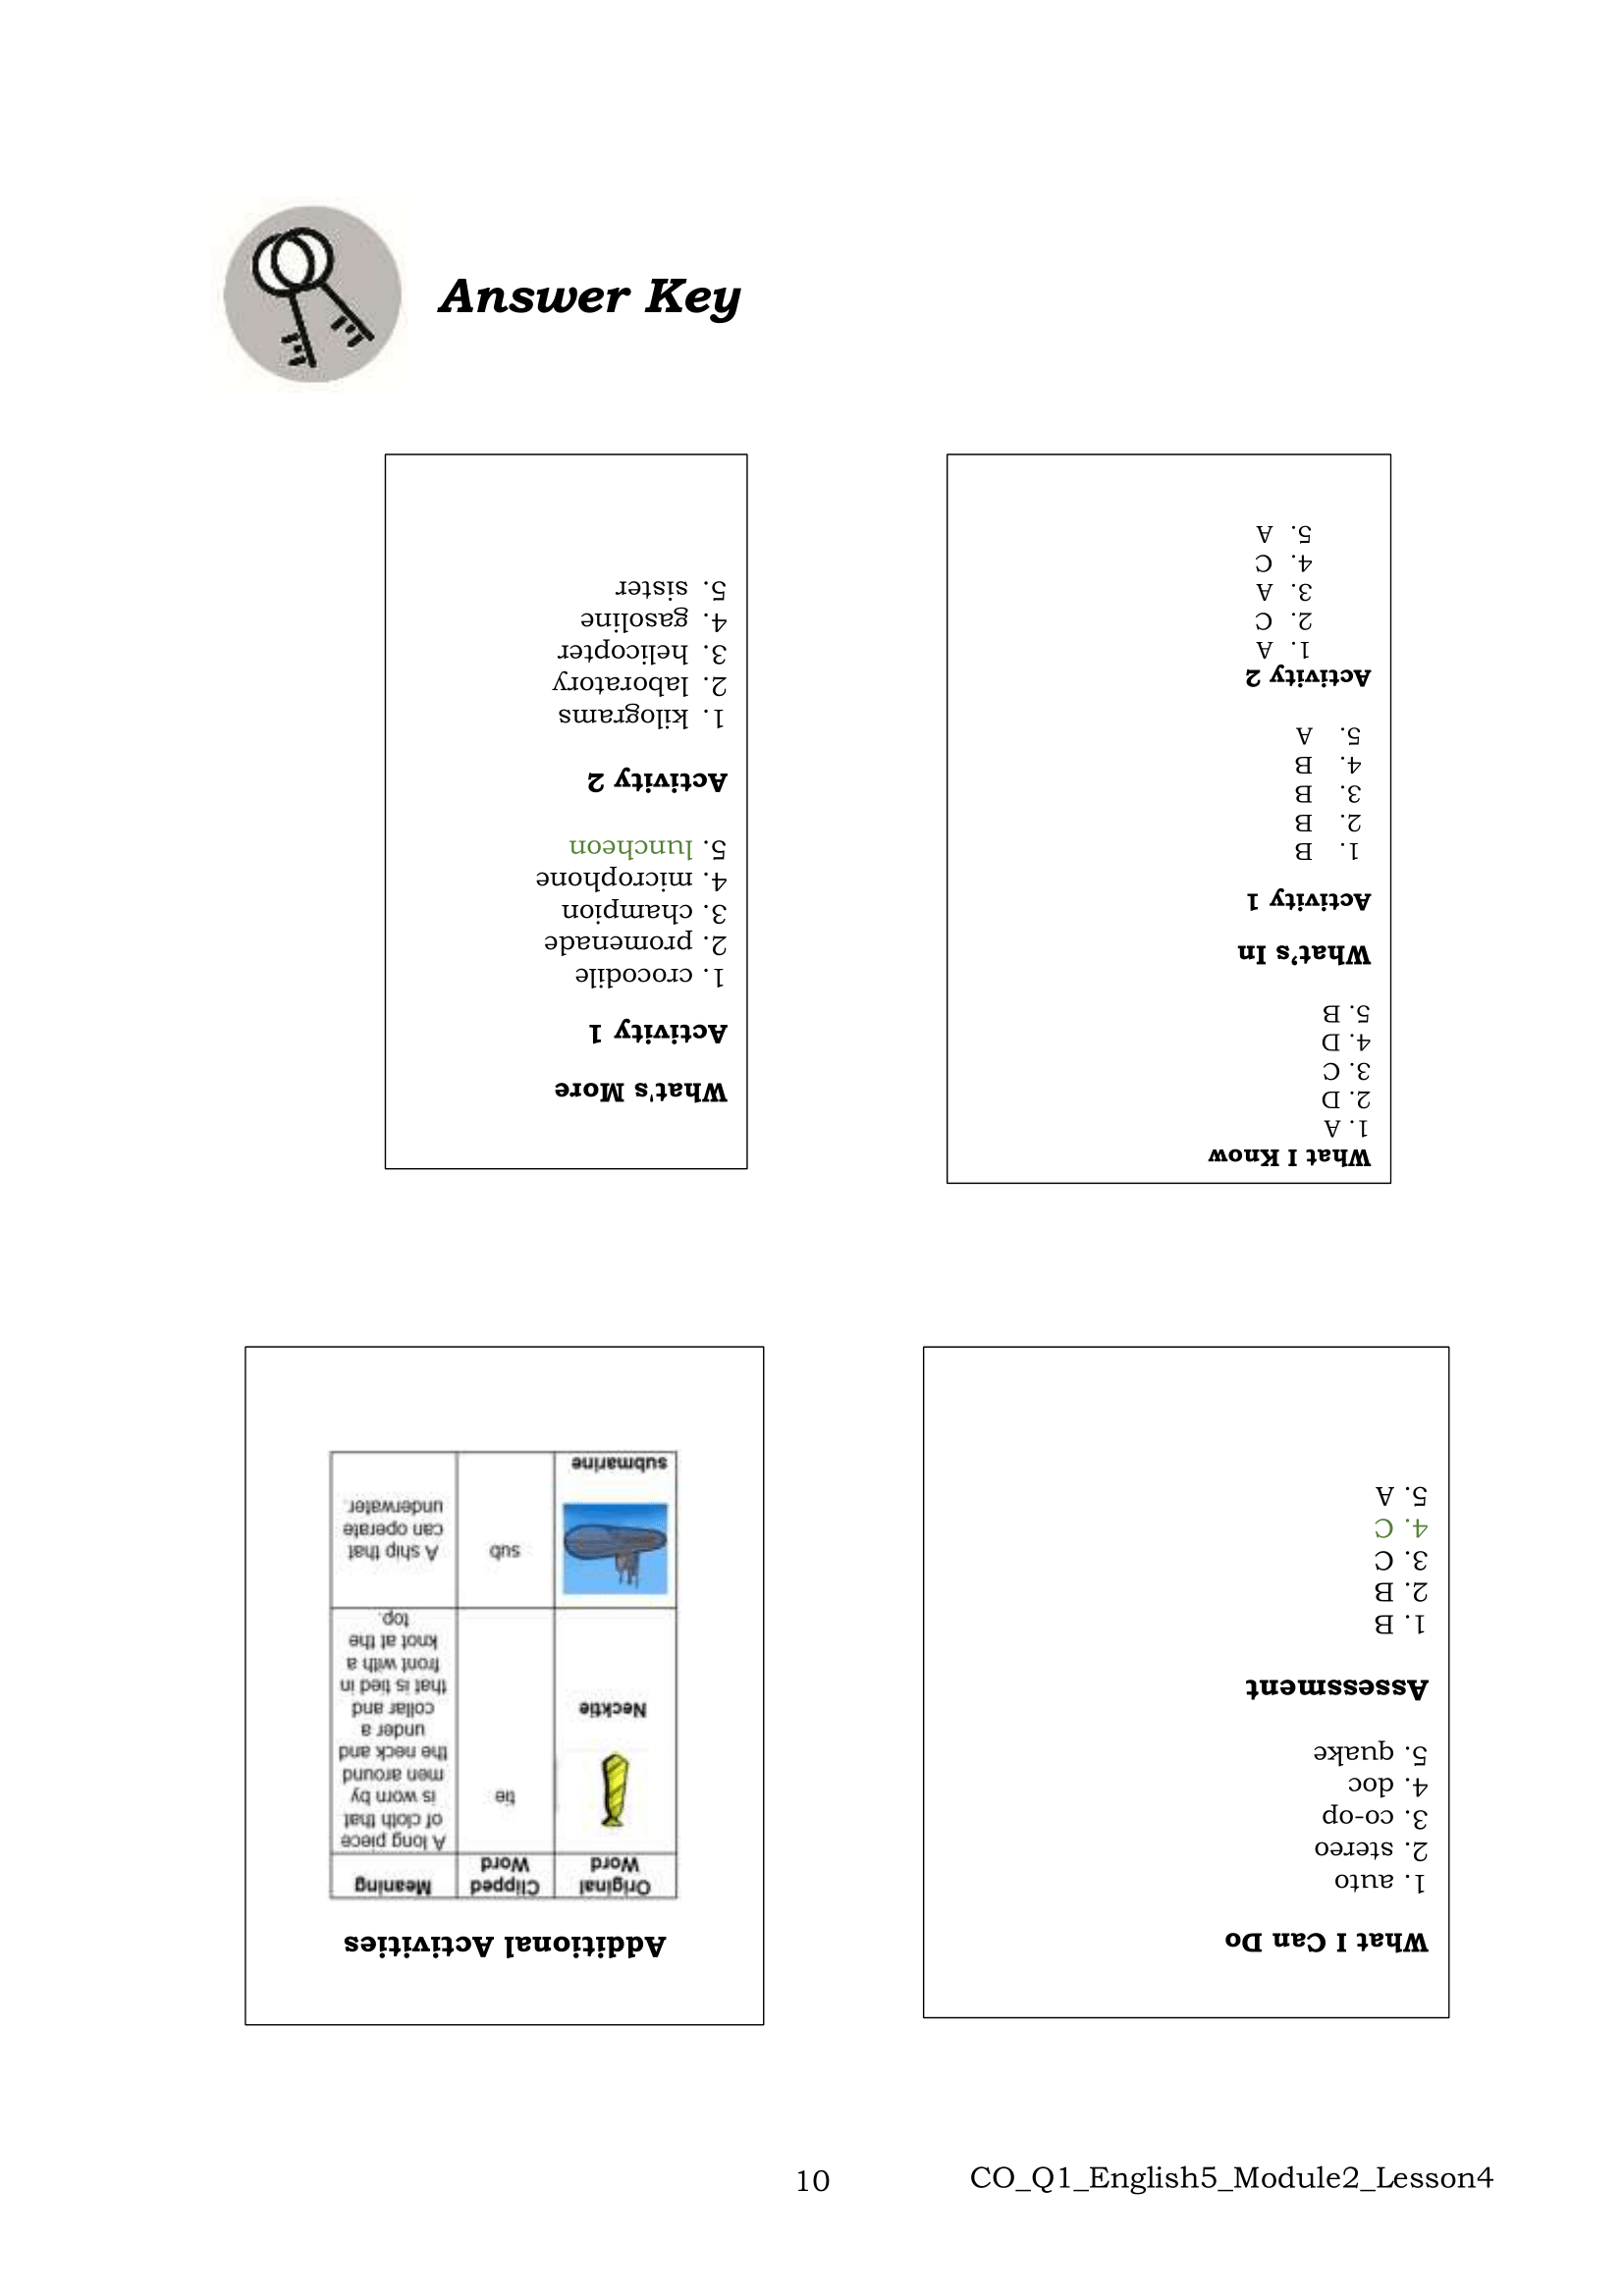 Answer Key
What I Know
1. A
2. D
3. C
4. D
5. B
What's In
Activity 1
1. B
2. B
3. B
4. B
5. A
Activity 2
1. A
2. C
3. A
4. C
5. A
What's More
Activity 1
1. crocodile
2. promenade
3. champion
4. microphone
5. luncheon
Activity 2
1. kilograms
2. laboratory
3. helicopter
4. gasoline
5. sister
What I Can Do
1. auto
2. stereo
3. co-op
4. doc
5. quake
Assessment
1. B
2. B
3. C
4. C
5. A
Additional Activities
Original
Word
Clipped
Word
Meaning
Necktie
tie
A long piece
of cloth that
is worn by
men around
the neck and
under a
collar and
that is tied in
front with a
knot at the
top.
submarine
sub
A ship that
can operate
underwater.
10
CO_Q1_English5_Module2_Lesson4